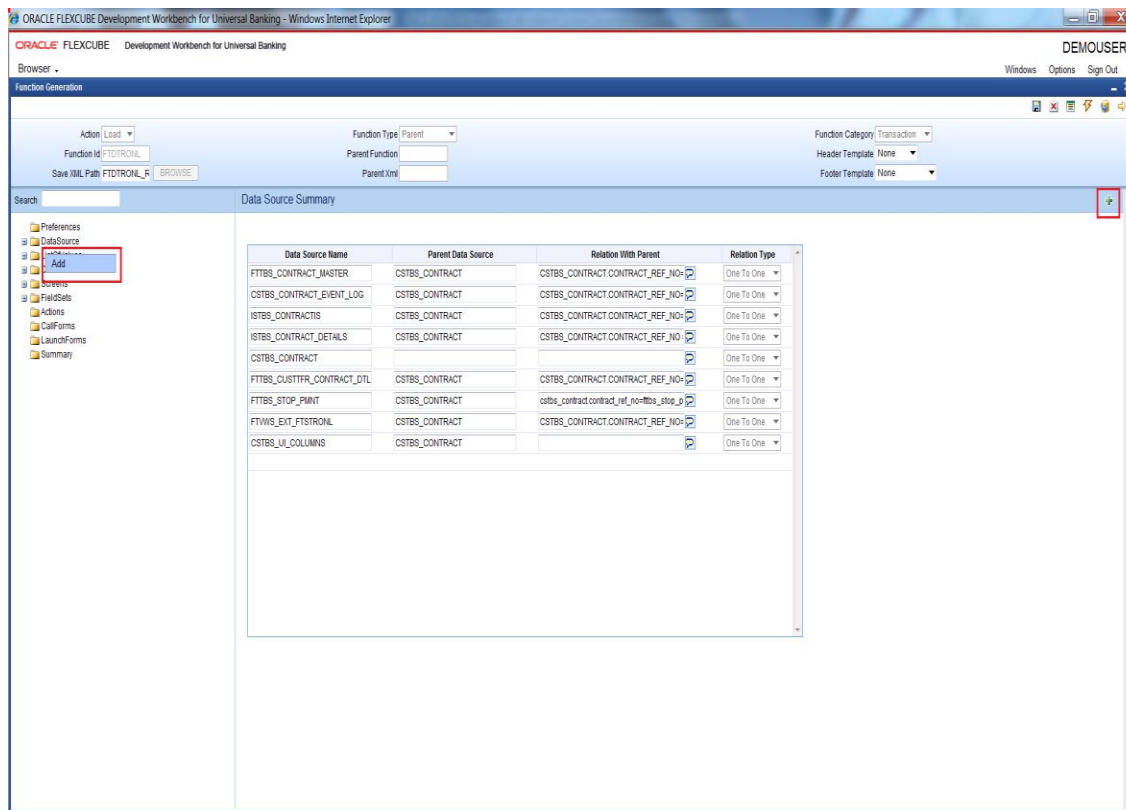 ORACLE FLEXCUBE Development Workbench for Universal Banking - Windows Internet Explorer
ORACLE FLEXCUBE Development Workbench for Universal Banking
DEMOUSER
Browser
Windows Options Sign Out
Function Generation
Action Load
Function Type Parent
Function Category Transaction
Function Id FTDTRONL
Parent Function
Header Template None
Save XML Path FTDTRONL_R BROWSE
Parent Xml
Footer Template None
Search
Data Source Summary
Preferences
DataSource
Add
Screens
FieldSets
Actions
CallForms
LaunchForms
Summary
Data Source Name Parent Data Source Relation With Parent Relation Type
FTTBS_CONTRACT_MASTER CSTBS_CONTRACT CSTBS_CONTRACT.CONTRACT_REF_NO= One To One
CSTBS_CONTRACT_EVENT_LOG CSTBS_CONTRACT CSTBS_CONTRACT.CONTRACT_REF_NO= One To One
ISTBS_CONTRACTIS CSTBS_CONTRACT CSTBS_CONTRACT.CONTRACT_REF_NO= One To One
ISTBS_CONTRACT_DETAILS CSTBS_CONTRACT CSTBS_CONTRACT.CONTRACT_REF_NO One To One
CSTBS_CONTRACT One To One
FTTBS_CUSTTFR_CONTRACT_DTL CSTBS_CONTRACT CSTBS_CONTRACT.CONTRACT_REF_NO= One To One
FTTBS_STOP_PMNT CSTBS_CONTRACT cstbs_contract.contract_ref_no=fttbs_stop_p One To One
FTVWS_EXT_FTSTRONL CSTBS_CONTRACT CSTBS_CONTRACT.CONTRACT_REF_NO= One To One
CSTBS_UI_COLUMNS CSTBS_CONTRACT One To One